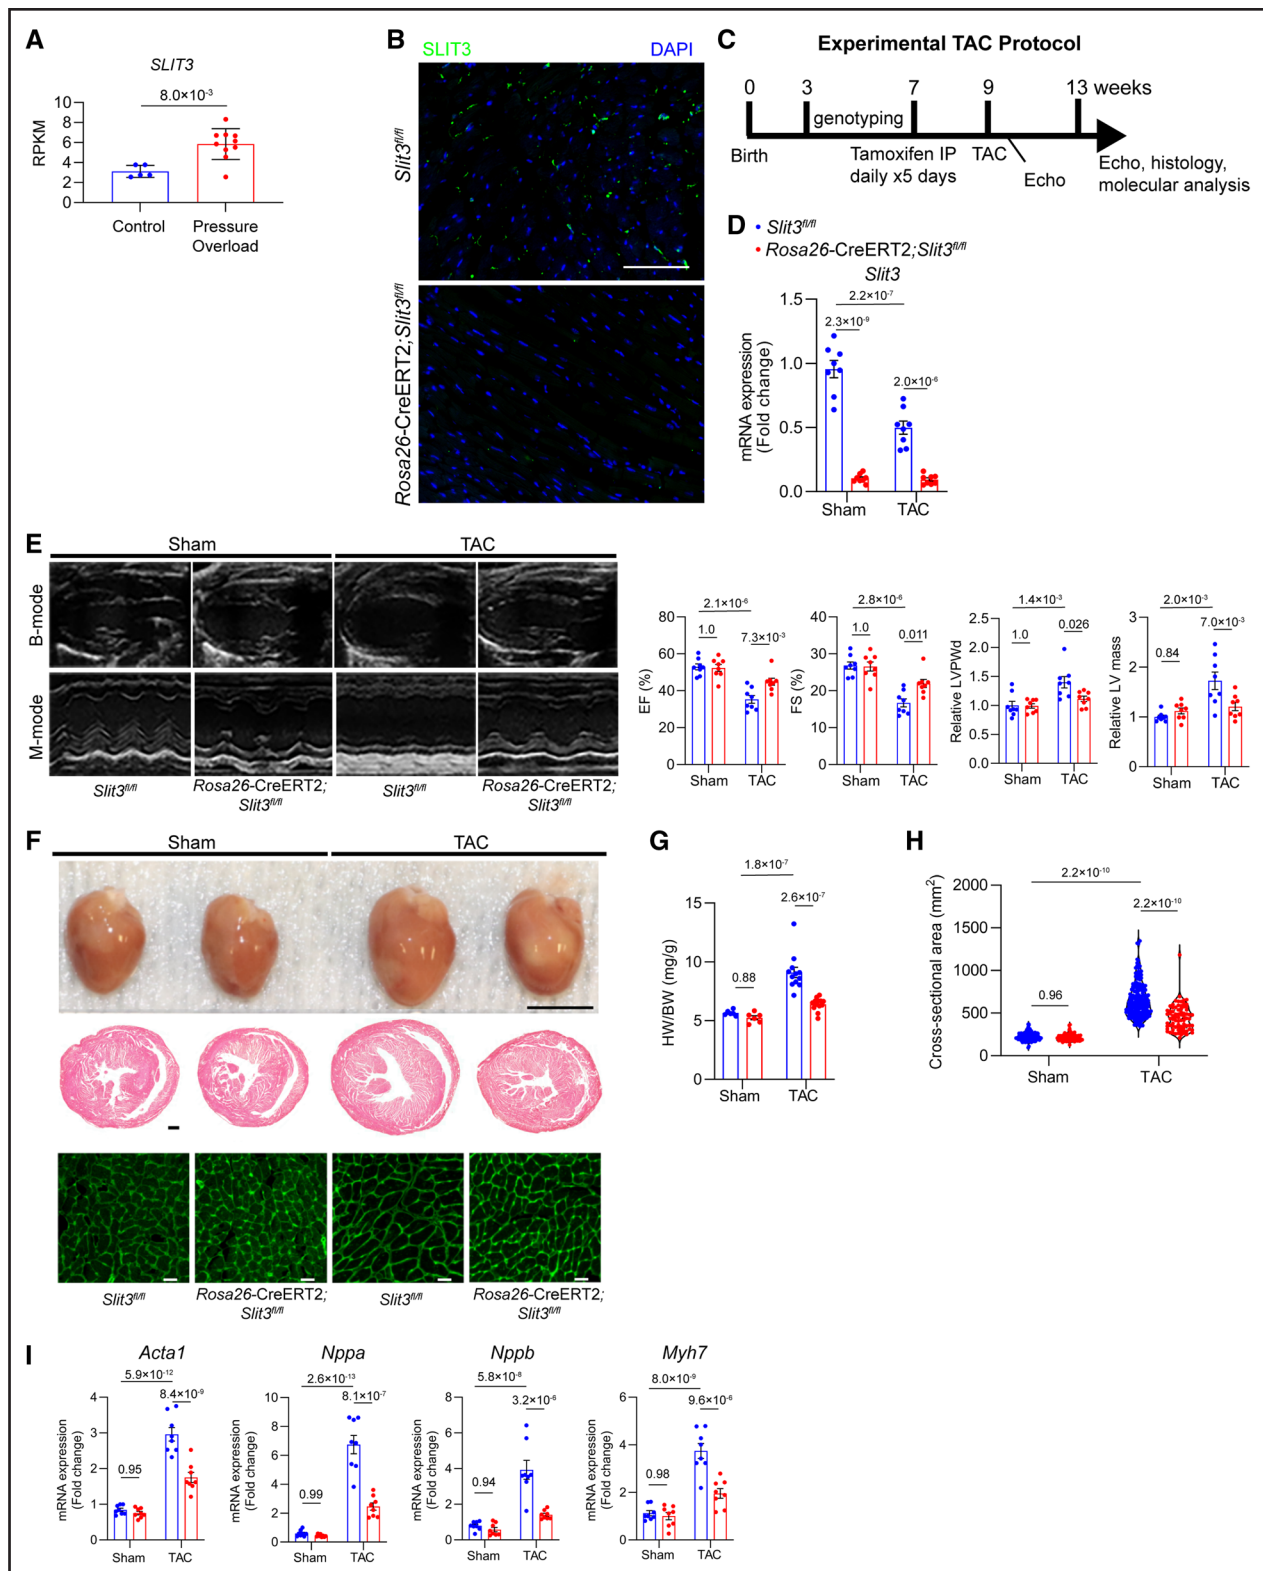 A
SLIT3
8.0×10⁻³
RPKM
10
8
6
4
2
0
Control
Pressure
Overload
B
SLIT3
DAPI
Slit3fl/fl
Rosa26-CreERT2;Slit3fl/fl
C
Experimental TAC Protocol
0
3
7
9
13 weeks
genotyping
Birth
Tamoxifen IP
daily x5 days
TAC
Echo
Echo, histology,
molecular analysis
D
Slit3fl/fl
Rosa26-CreERT2;Slit3fl/fl
Slit3
2.2×10⁻⁷
2.3×10⁻⁹
2.0×10⁻⁶
mRNA expression
(Fold change)
1.5
1.0
0.5
0.0
Sham
TAC
E
Sham
TAC
B-mode
M-mode
Slit3fl/fl
Rosa26-CreERT2;
Slit3fl/fl
Slit3fl/fl
Rosa26-CreERT2;
Slit3fl/fl
2.1×10⁻⁶
1.0
7.3×10⁻³
EF (%)
80
60
40
20
0
Sham
TAC
2.8×10⁻⁶
1.0
0.011
FS (%)
40
30
20
10
0
Sham
TAC
1.4×10⁻³
1.0
0.026
Relative LVPWd
2.5
2.0
1.5
1.0
0.5
0.0
Sham
TAC
2.0×10⁻³
0.84
7.0×10⁻³
Relative LV mass
3
2
1
0
Sham
TAC
F
Sham
TAC
Slit3fl/fl
Rosa26-CreERT2;
Slit3fl/fl
Slit3fl/fl
Rosa26-CreERT2;
Slit3fl/fl
G
1.8×10⁻⁷
2.6×10⁻⁷
0.88
HW/BW (mg/g)
15
10
5
0
Sham
TAC
H
2.2×10⁻¹⁰
2.2×10⁻¹⁰
0.96
Cross-sectional area (mm²)
2000
1500
1000
500
0
Sham
TAC
I
Acta1
5.9×10⁻¹²
8.4×10⁻⁹
0.95
mRNA expression
(Fold change)
4
3
2
1
0
Sham
TAC
Nppa
2.6×10⁻¹³
8.1×10⁻⁷
0.99
mRNA expression
(Fold change)
10
8
6
4
2
0
Sham
TAC
Nppb
5.8×10⁻⁸
3.2×10⁻⁶
0.94
mRNA expression
(Fold change)
8
6
4
2
0
Sham
TAC
Myh7
8.0×10⁻⁹
9.6×10⁻⁶
0.98
mRNA expression
(Fold change)
6
4
2
0
Sham
TAC